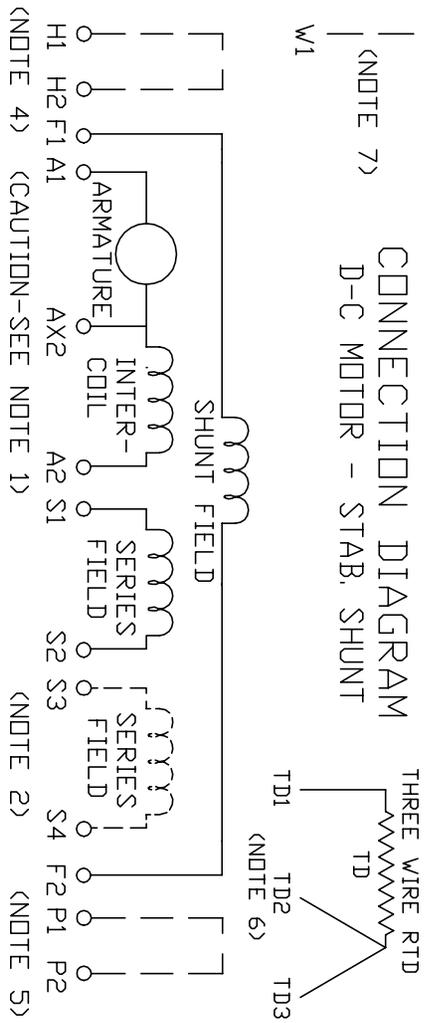 CONNECTION DIAGRAM
D-C MOTOR - STAB. SHUNT
W1
(NOTE 7)
THREE WIRE RTD
TD
TD1 TD2 TD3
(NOTE 6)
SHUNT FIELD
ARMATURE
INTER-
COIL
SERIES
FIELD
SERIES
FIELD
H1 H2 F1 A1 AX2 A2 S1 S2 S3 S4 F2 P1 P2
(NOTE 4) (CAUTION-SEE NOTE 1) (NOTE 2) (NOTE 5)